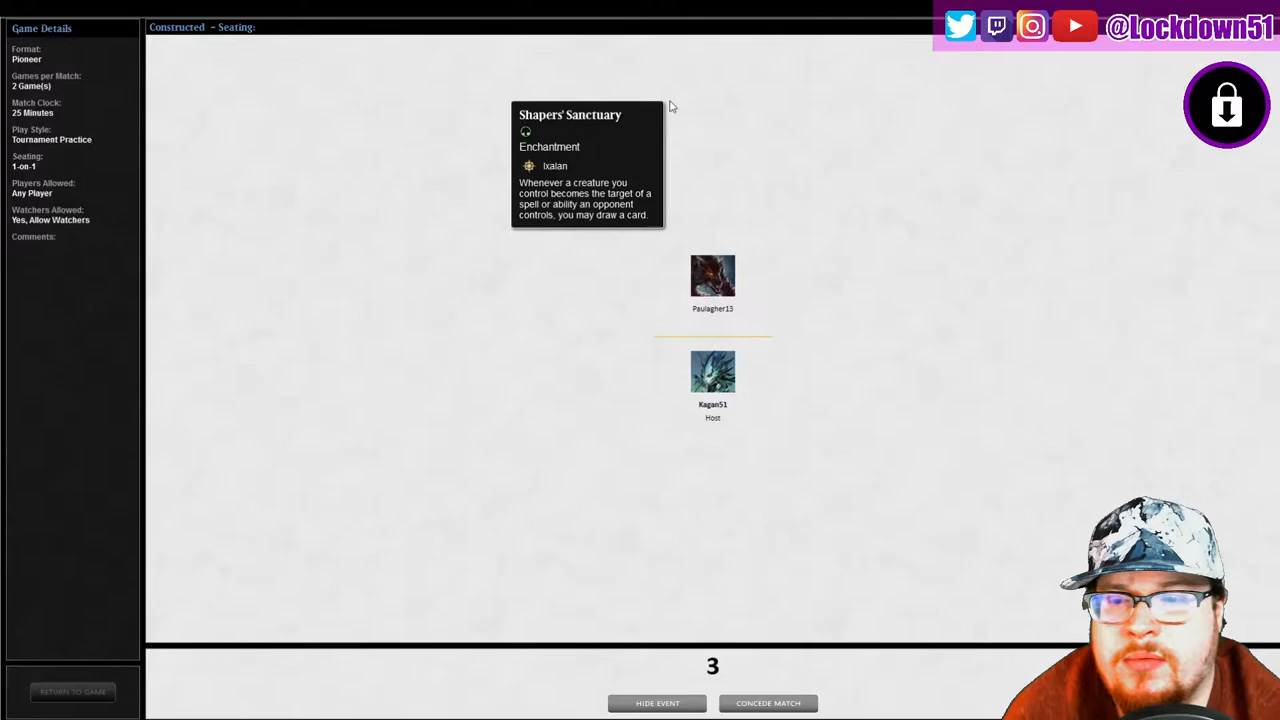 Game Details
Format:
Pioneer
Games per Match:
2 Game(s)
Match Clock:
25 Minutes
Play Style:
Tournament Practice
Seating:
1-on-1
Players Allowed:
Any Player
Watchers Allowed:
Yes, Allow Watchers
Comments:
RETURN TO GAME
Constructed - Seating:
@Lockdown51
Shapers' Sanctuary
Enchantment
Ixalan
Whenever a creature you
control becomes the target of a
spell or ability an opponent
controls, you may draw a card.
Paulagher13
Kagan51
Host
3
HIDE EVENT
CONCEDE MATCH